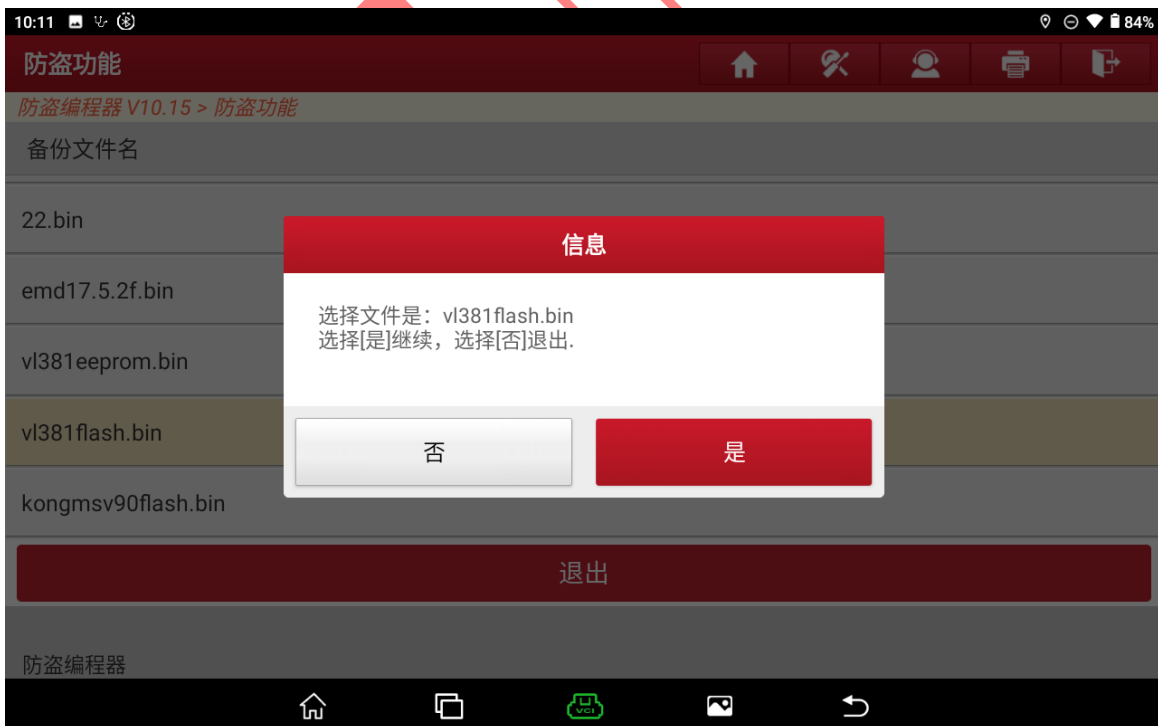 10:11
84%
防盗功能
防盗编程器 V10.15 > 防盗功能
备份文件名
22.bin
信息
emd17.5.2f.bin
选择文件是：vl381flash.bin
选择[是]继续，选择[否]退出.
vl381eeprom.bin
vl381flash.bin
否
是
kongmsv90flash.bin
退出
防盗编程器
VCI